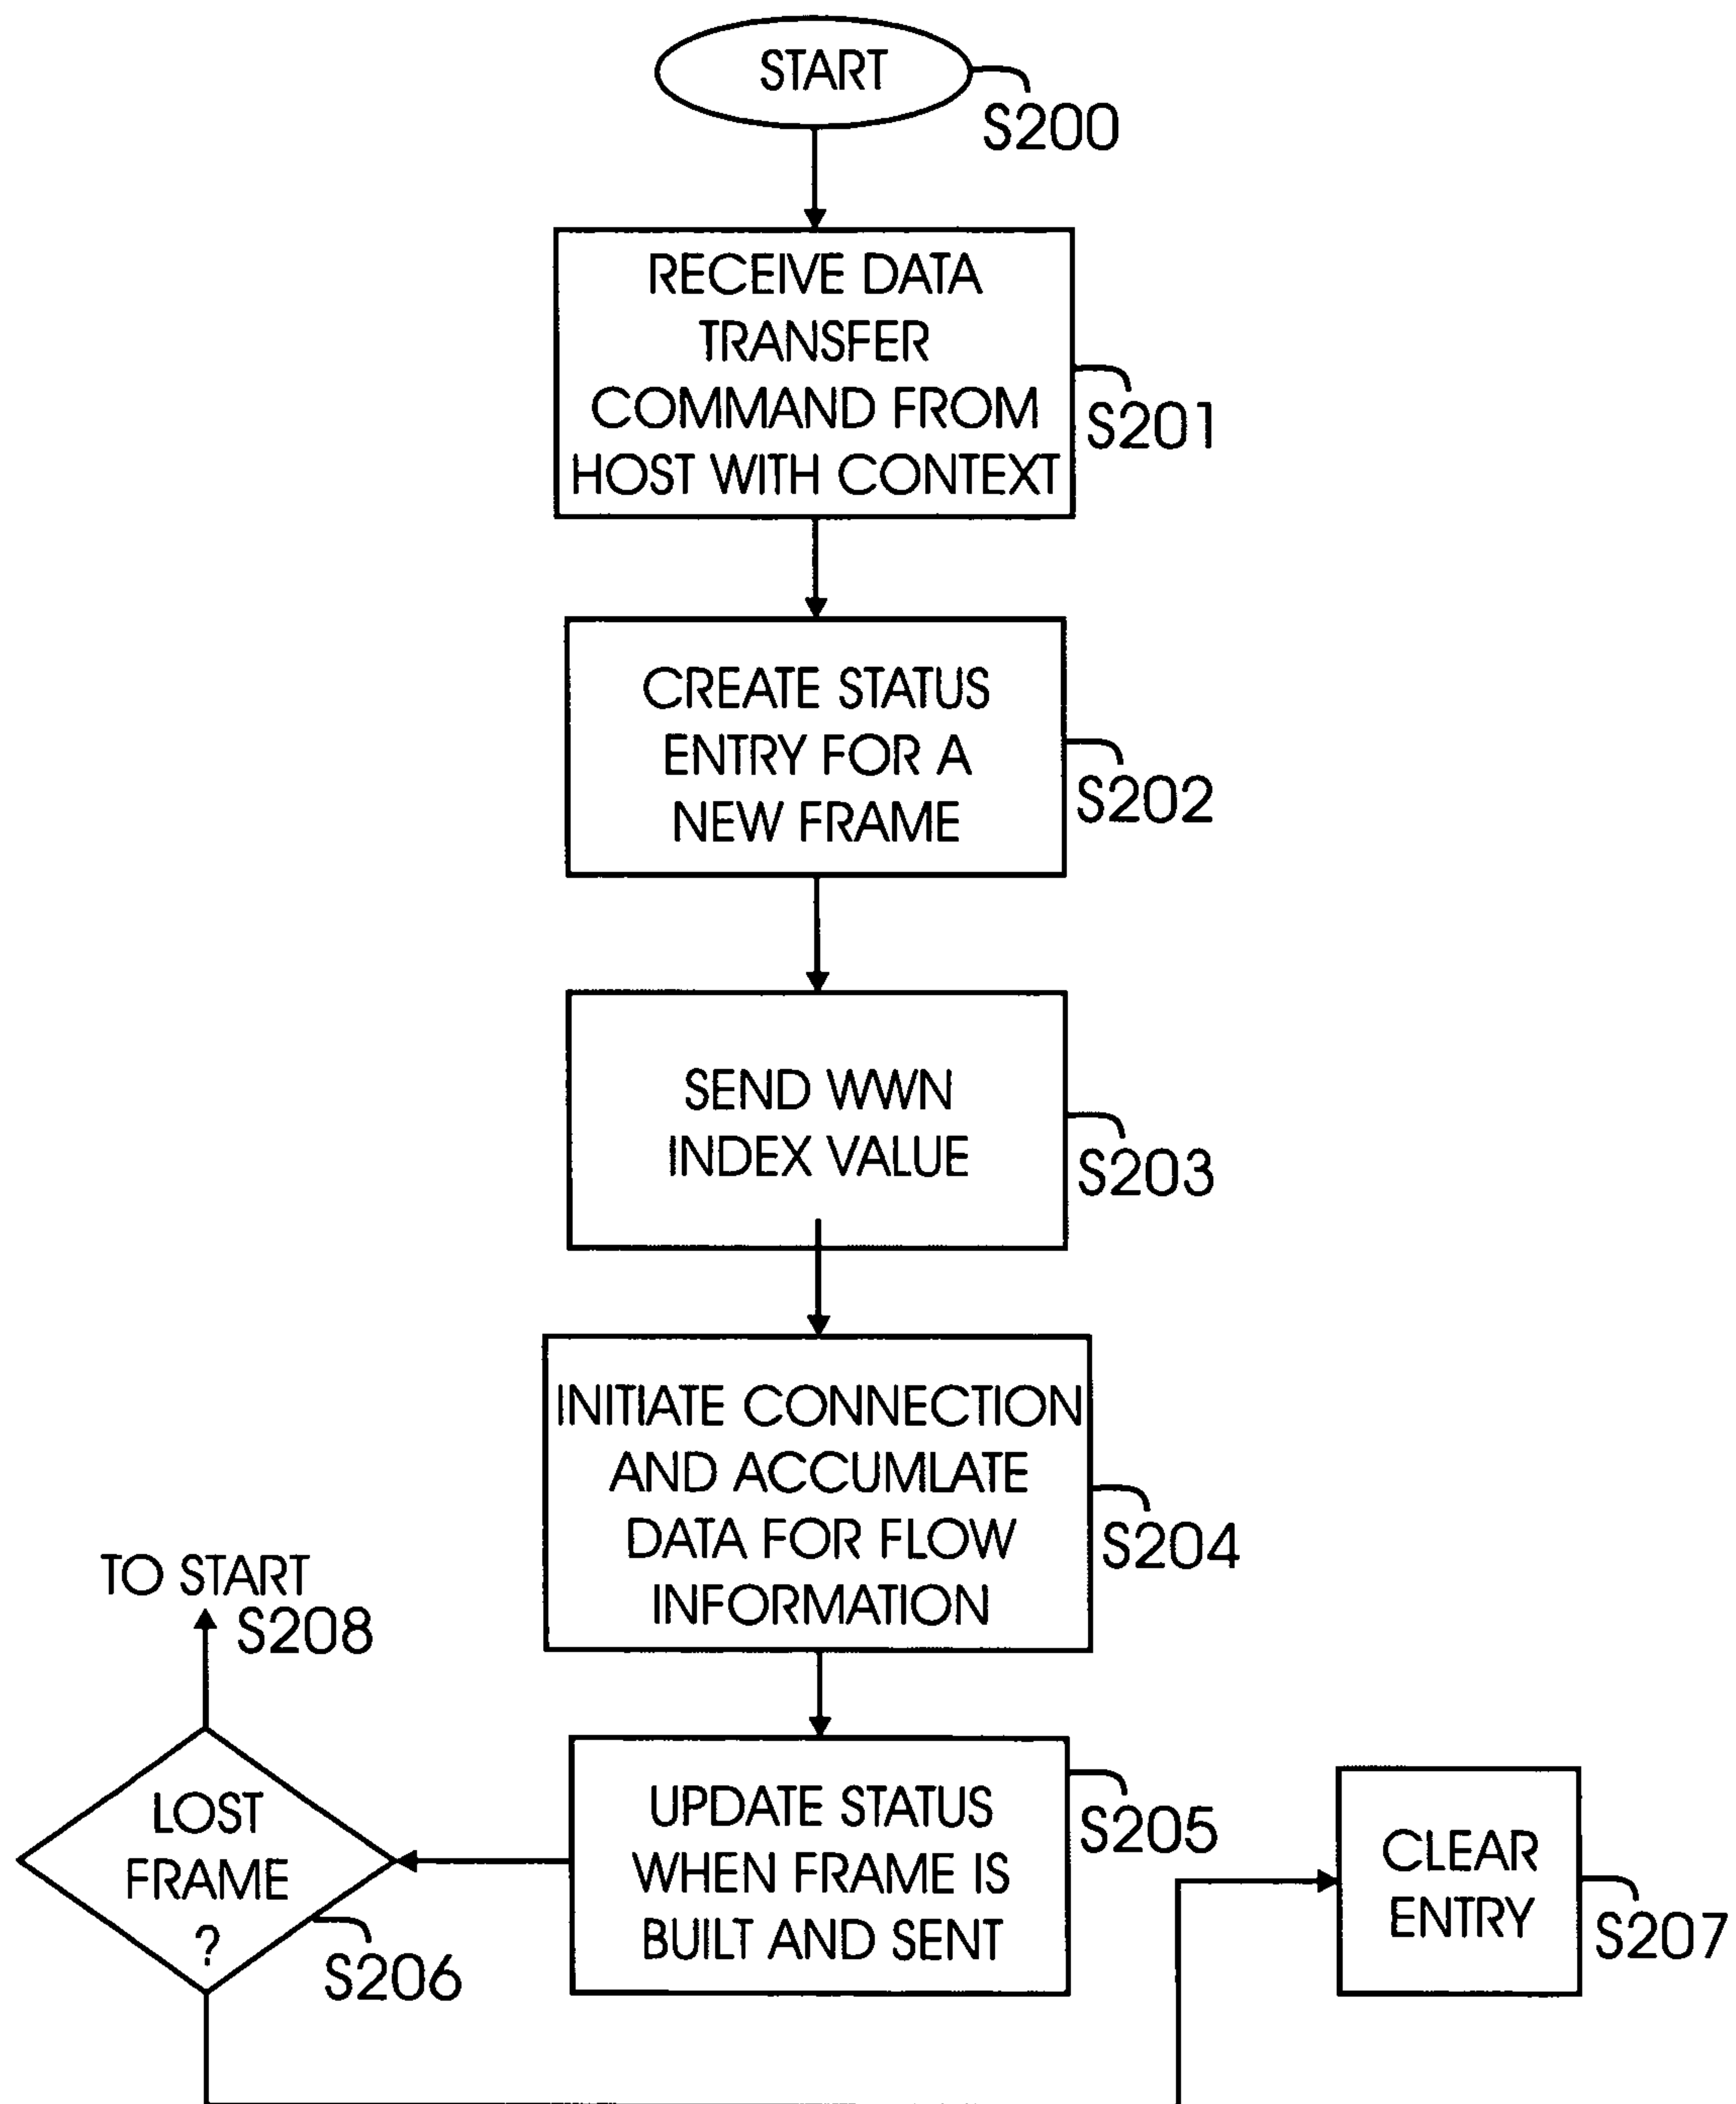 START
S200
RECEIVE DATA
TRANSFER
COMMAND FROM
HOST WITH CONTEXT
S201
CREATE STATUS
ENTRY FOR A
NEW FRAME
S202
SEND WWN
INDEX VALUE
S203
INITIATE CONNECTION
AND ACCUMLATE
DATA FOR FLOW
INFORMATION
S204
TO START
S208
UPDATE STATUS
WHEN FRAME IS
BUILT AND SENT
S205
LOST
FRAME
?
S206
CLEAR
ENTRY
S207